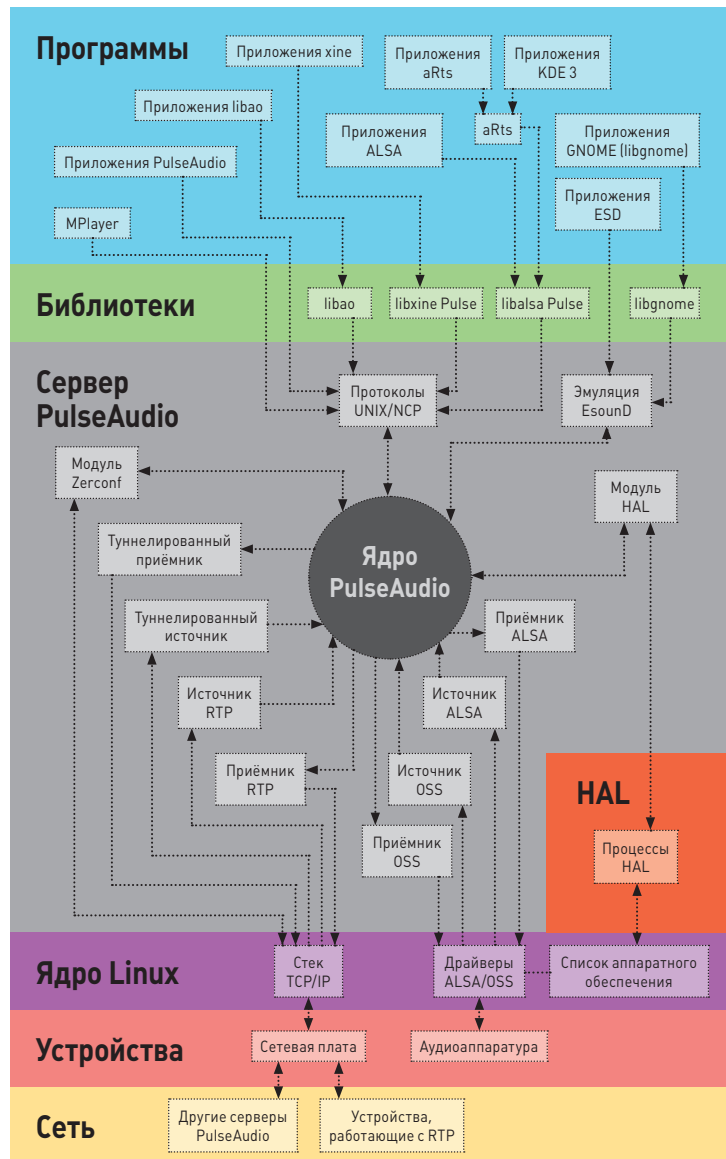 Программы
Приложения xine
Приложения
aRts
Приложения
KDE 3
Приложения libao
aRts
Приложения
ALSA
Приложения
GNOME (libgnome)
Приложения PulseAudio
Приложения
ESD
MPlayer
Библиотеки
libao
libxine Pulse
libalsa Pulse
libgnome
Сервер
PulseAudio
Протоколы
UNIX/NCP
Эмуляция
EsounD
Модуль
Zerconf
Модуль
HAL
Туннелированный
приёмник
Ядро
PulseAudio
Туннелированный
источник
Приёмник
ALSA
Источник
RTP
Источник
ALSA
Приёмник
RTP
Источник
OSS
HAL
Приёмник
OSS
Процессы
HAL
Ядро Linux
Стек
TCP/IP
Драйверы
ALSA/OSS
Список аппаратного
обеспечения
Устройства
Сетевая плата
Аудиоаппаратура
Сеть
Другие серверы
PulseAudio
Устройства,
работающие с RTP